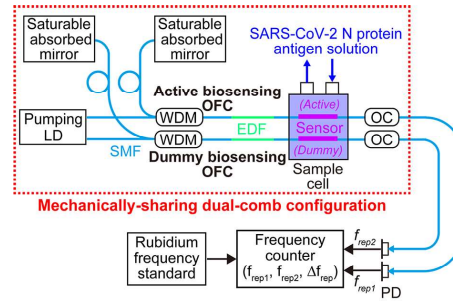 Saturable
absorbed
mirror
Saturable
absorbed
mirror
SARS-CoV-2 N protein
antigen solution
Active biosensing
OFC
(Active)
Pumping
LD
WDM
EDF
Sensor
OC
SMF
WDM
(Dummy)
OC
Dummy biosensing
OFC
Sample
cell
Mechanically-sharing dual-comb configuration
Rubidium
frequency
standard
Frequency
counter
(frep1, frep2, Δfrep)
frep2
frep1
PD